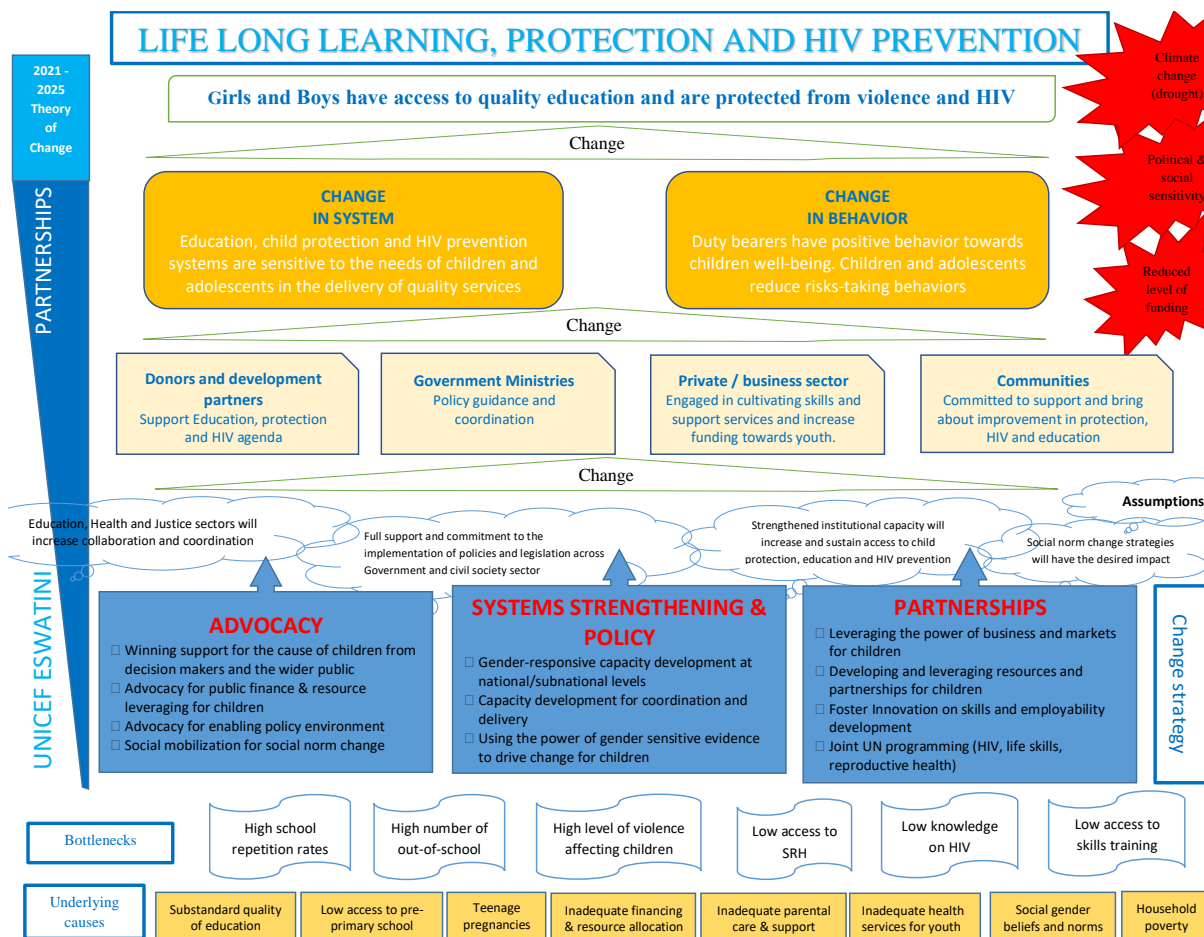 LIFE LONG LEARNING, PROTECTION AND HIV PREVENTION
2021 -
2025
Theory
of
Change
Girls and Boys have access to quality education and are protected from violence and HIV
Climate
change
(drought)
Change
Political &
social
sensitivity
PARTNERSHIPS
CHANGE
IN SYSTEM
Education, child protection and HIV prevention
systems are sensitive to the needs of children and
adolescents in the delivery of quality services
CHANGE
IN BEHAVIOR
Duty bearers have positive behavior towards
children well-being. Children and adolescents
reduce risks-taking behaviors
Reduced
level of
funding
Change
Donors and development
partners
Support Education, protection
and HIV agenda
Government Ministries
Policy guidance and
coordination
Private / business sector
Engaged in cultivating skills and
support services and increase
funding towards youth.
Communities
Committed to support and bring
about improvement in protection,
HIV and education
Change
Assumptions
Education, Health and Justice sectors will
increase collaboration and coordination
Full support and commitment to the
implementation of policies and legislation across
Government and civil society sector
Strengthened institutional capacity will
increase and sustain access to child
protection, education and HIV prevention
Social norm change strategies
will have the desired impact
UNICEF ESWATINI
ADVOCACY
□ Winning support for the cause of children from
decision makers and the wider public
□ Advocacy for public finance & resource
leveraging for children
□ Advocacy for enabling policy environment
□ Social mobilization for social norm change
SYSTEMS STRENGTHENING &
POLICY
□ Gender-responsive capacity development at
national/subnational levels
□ Capacity development for coordination and
delivery
□ Using the power of gender sensitive evidence
to drive change for children
PARTNERSHIPS
□ Leveraging the power of business and markets
for children
□ Developing and leveraging resources and
partnerships for children
□ Foster Innovation on skills and employability
development
□ Joint UN programming (HIV, life skills,
reproductive health)
Change strategy
Bottlenecks
High school
repetition rates
High number of
out-of-school
High level of violence
affecting children
Low access to
SRH
Low knowledge
on HIV
Low access to
skills training
Underlying
causes
Substandard quality
of education
Low access to pre-
primary school
Teenage
pregnancies
Inadequate financing
& resource allocation
Inadequate parental
care & support
Inadequate health
services for youth
Social gender
beliefs and norms
Household
poverty